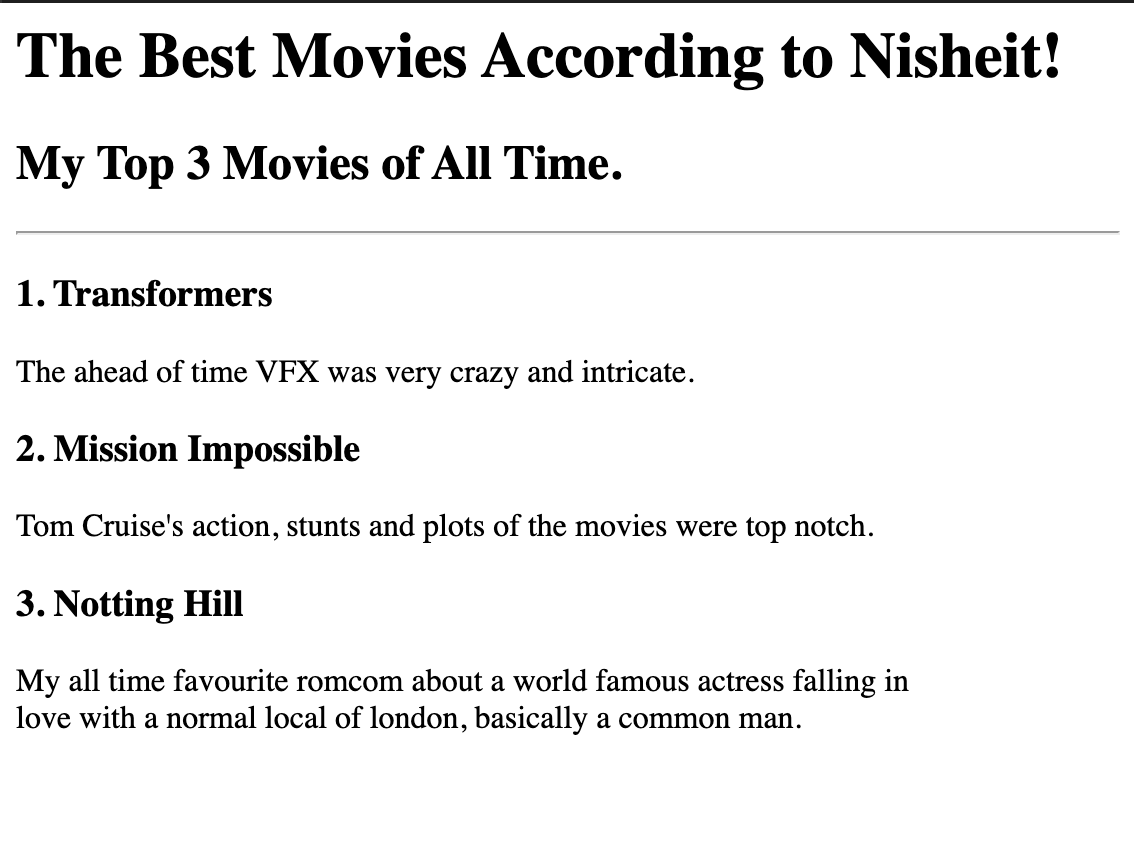 The Best Movies According to Nisheit!
My Top 3 Movies of All Time.
1. Transformers
The ahead of time VFX was very crazy and intricate.
2. Mission Impossible
Tom Cruise's action, stunts and plots of the movies were top notch.
3. Notting Hill
My all time favourite romcom about a world famous actress falling in
love with a normal local of london, basically a common man.